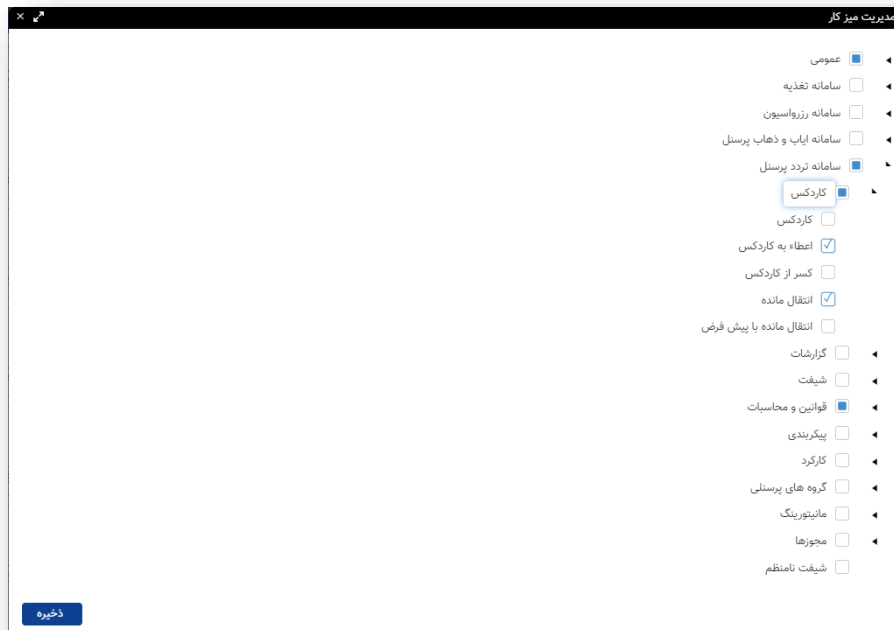 مدیریت میز کار
عمومی
سامانه تغذیه
سامانه رزرواسیون
سامانه ایاب و ذهاب پرسنل
سامانه تردد پرسنل
کاردکس
کاردکس
اعطاء به کاردکس
کسر از کاردکس
انتقال مانده
انتقال مانده با پیش فرض
گزارشات
شیفت
قوانین و محاسبات
پیکربندی
کارکرد
گروه های پرسنلی
مانیتورینگ
مجوزها
شیفت نامنظم
ذخیره